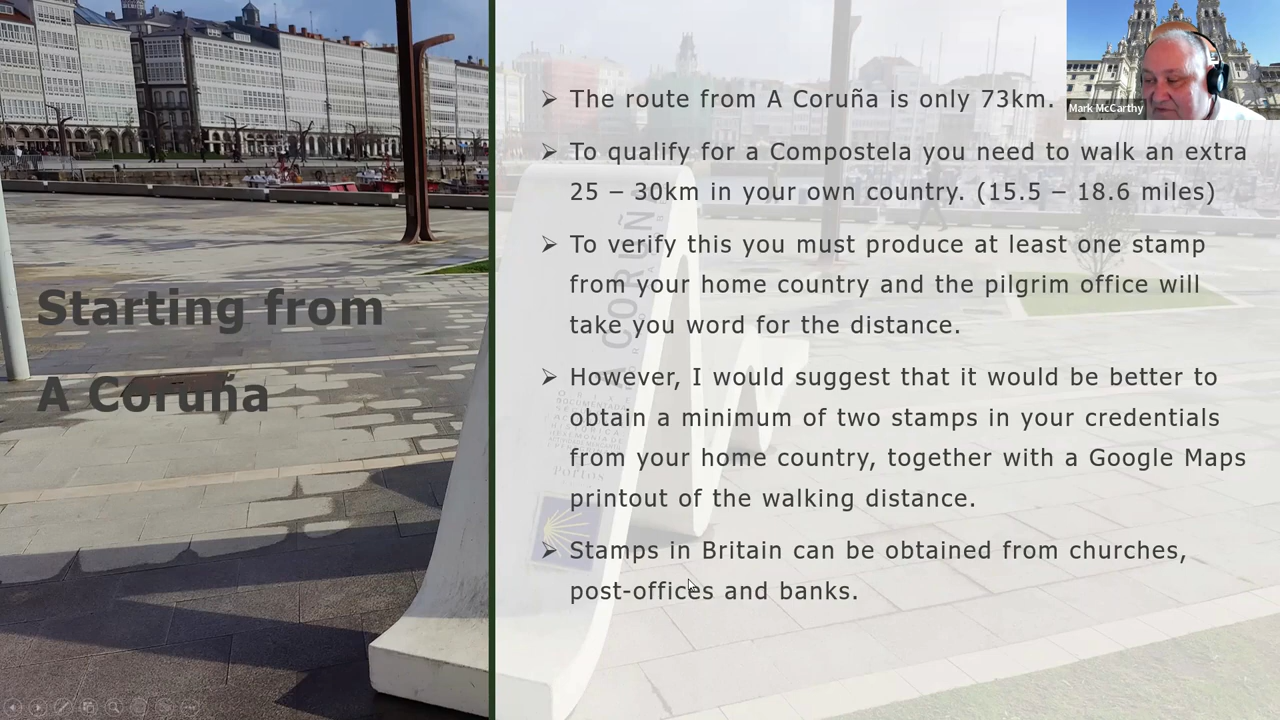 Starting from
A Coruña
➢ The route from A Coruña is only 73km.
➢ To qualify for a Compostela you need to walk an extra
25 – 30km in your own country. (15.5 – 18.6 miles)
➢ To verify this you must produce at least one stamp
from your home country and the pilgrim office will
take you word for the distance.
➢ However, I would suggest that it would be better to
obtain a minimum of two stamps in your credentials
from your home country, together with a Google Maps
printout of the walking distance.
➢ Stamps in Britain can be obtained from churches,
post-offices and banks.
Mark McCarthy
A CORUÑ